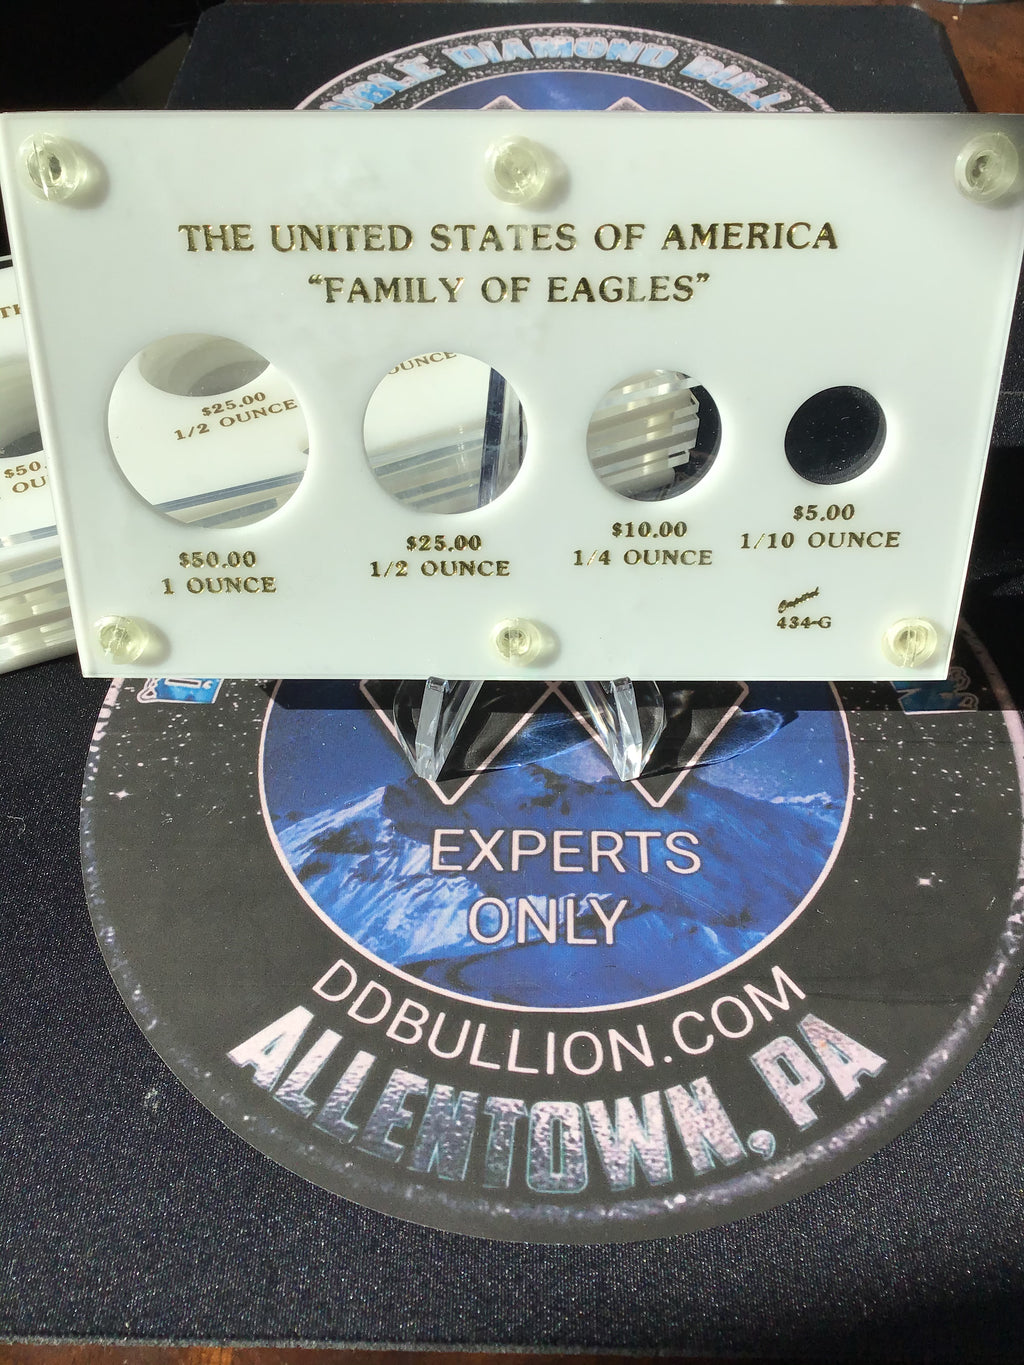 DIAMOND
THE UNITED STATES OF AMERICA
“FAMILY OF EAGLES”
$25.00
1/2 OUNCE
OUNCE
$50.00
1 OUNCE
$25.00
1/2 OUNCE
$10.00
1/4 OUNCE
$5.00
1/10 OUNCE
434-G
EXPERTS
ONLY
DDBULLION.COM
ALLENTOWN, PA